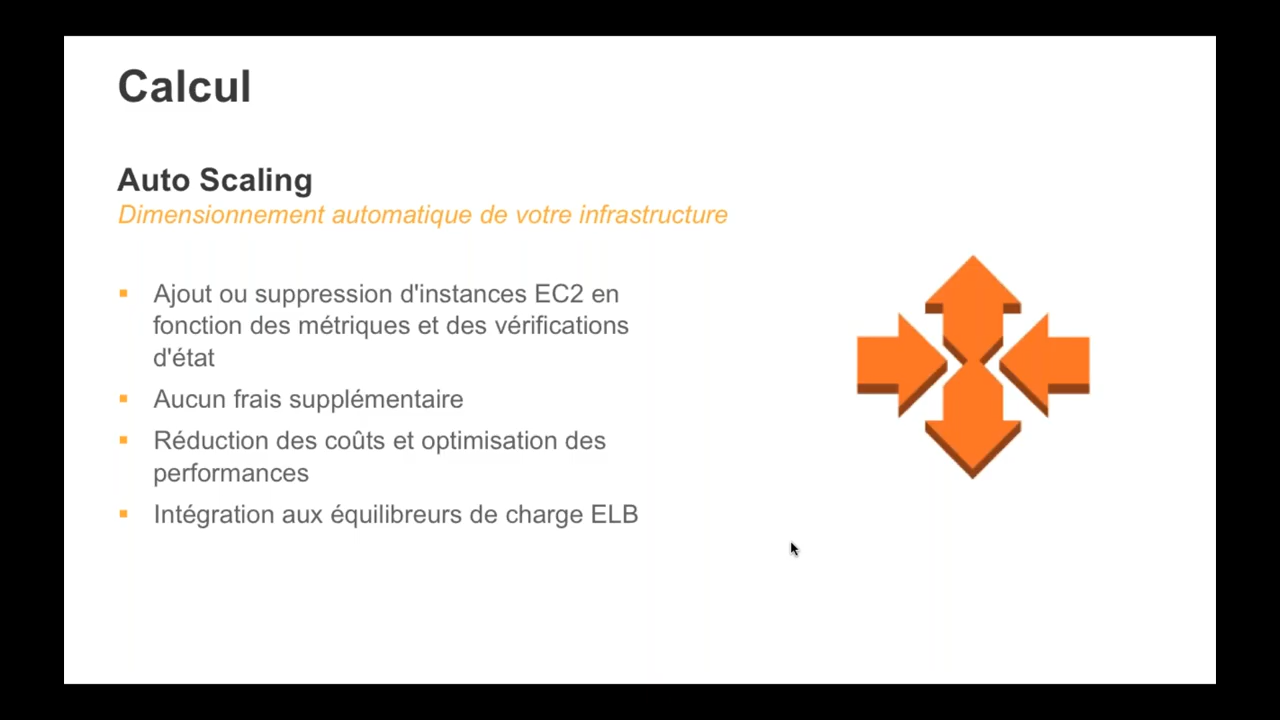 Calcul
Auto Scaling
Dimensionnement automatique de votre infrastructure
Ajout ou suppression d'instances EC2 en
fonction des métriques et des vérifications
d'état
Aucun frais supplémentaire
Réduction des coûts et optimisation des
performances
Intégration aux équilibreurs de charge ELB